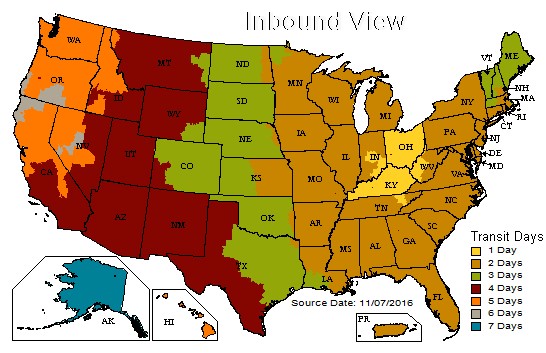 Inbound View
WA
MT
ND
MN
VT
ME
OR
ID
WY
SD
WI
MI
NY
NH
MA
RI
CT
NV
UT
CO
NE
IA
IL
IN
OH
PA
NJ
DE
MD
CA
AZ
NM
KS
MO
KY
WV
VA
OK
AR
TN
NC
SC
TX
LA
MS
AL
GA
FL
AK
HI
PR
Source Date: 11/07/2016
Transit Days
1 Day
2 Days
3 Days
4 Days
5 Days
6 Days
7 Days